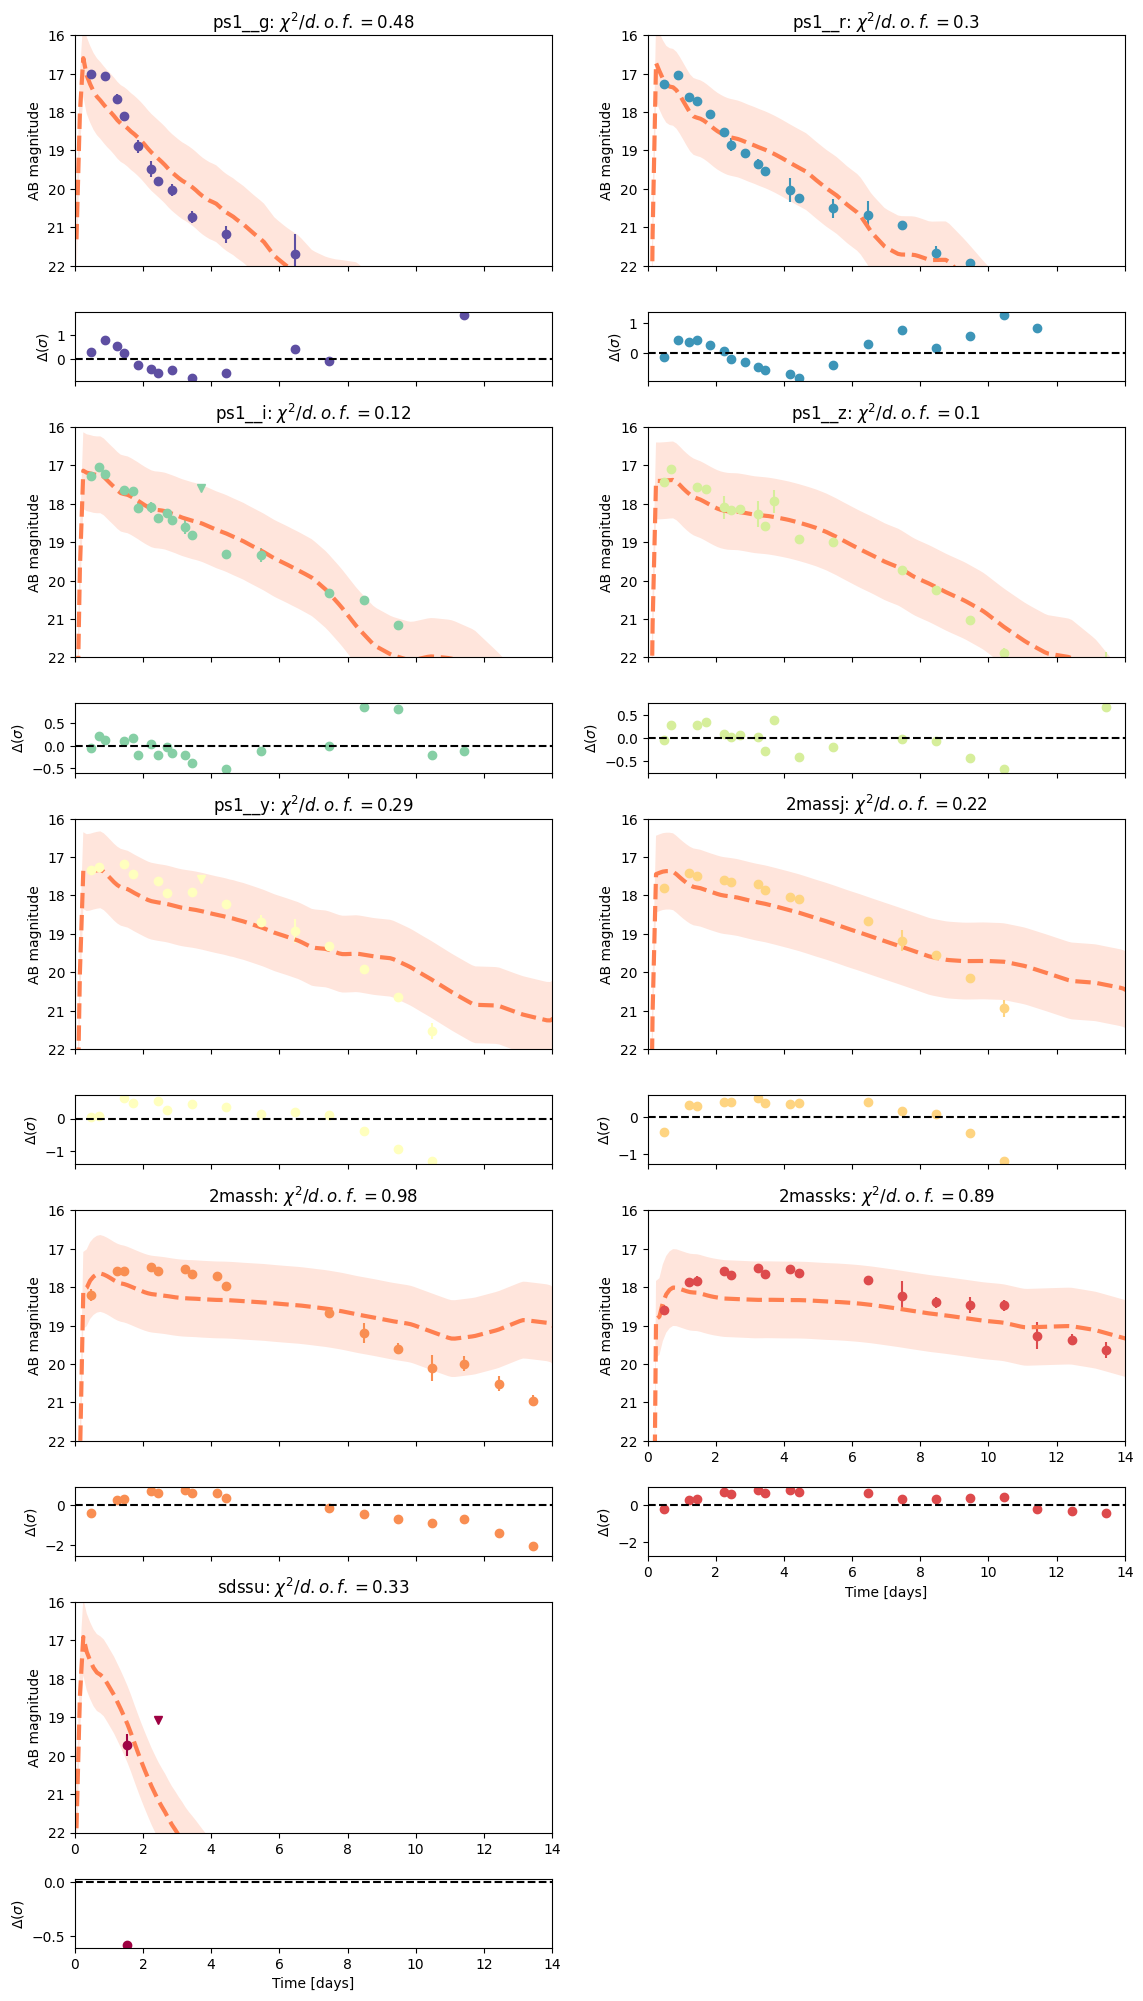 ps1__g: χ²/d.o.f. = 0.48
16
17
18
19
20
21
22
AB magnitude
1
0
Δ(σ)
ps1__r: χ²/d.o.f. = 0.3
16
17
18
19
20
21
22
AB magnitude
1
0
Δ(σ)
ps1__i: χ²/d.o.f. = 0.12
16
17
18
19
20
21
22
AB magnitude
0.5
0.0
−0.5
Δ(σ)
ps1__z: χ²/d.o.f. = 0.1
16
17
18
19
20
21
22
AB magnitude
0.5
0.0
−0.5
Δ(σ)
ps1__y: χ²/d.o.f. = 0.29
16
17
18
19
20
21
22
AB magnitude
0
−1
Δ(σ)
2massj: χ²/d.o.f. = 0.22
16
17
18
19
20
21
22
AB magnitude
0
−1
Δ(σ)
2massh: χ²/d.o.f. = 0.98
16
17
18
19
20
21
22
AB magnitude
0
−2
Δ(σ)
2massks: χ²/d.o.f. = 0.89
16
17
18
19
20
21
22
AB magnitude
0 2 4 6 8 10 12 14
0
−2
Δ(σ)
0 2 4 6 8 10 12 14
Time [days]
sdssu: χ²/d.o.f. = 0.33
16
17
18
19
20
21
22
AB magnitude
0 2 4 6 8 10 12 14
0.0
−0.5
Δ(σ)
0 2 4 6 8 10 12 14
Time [days]